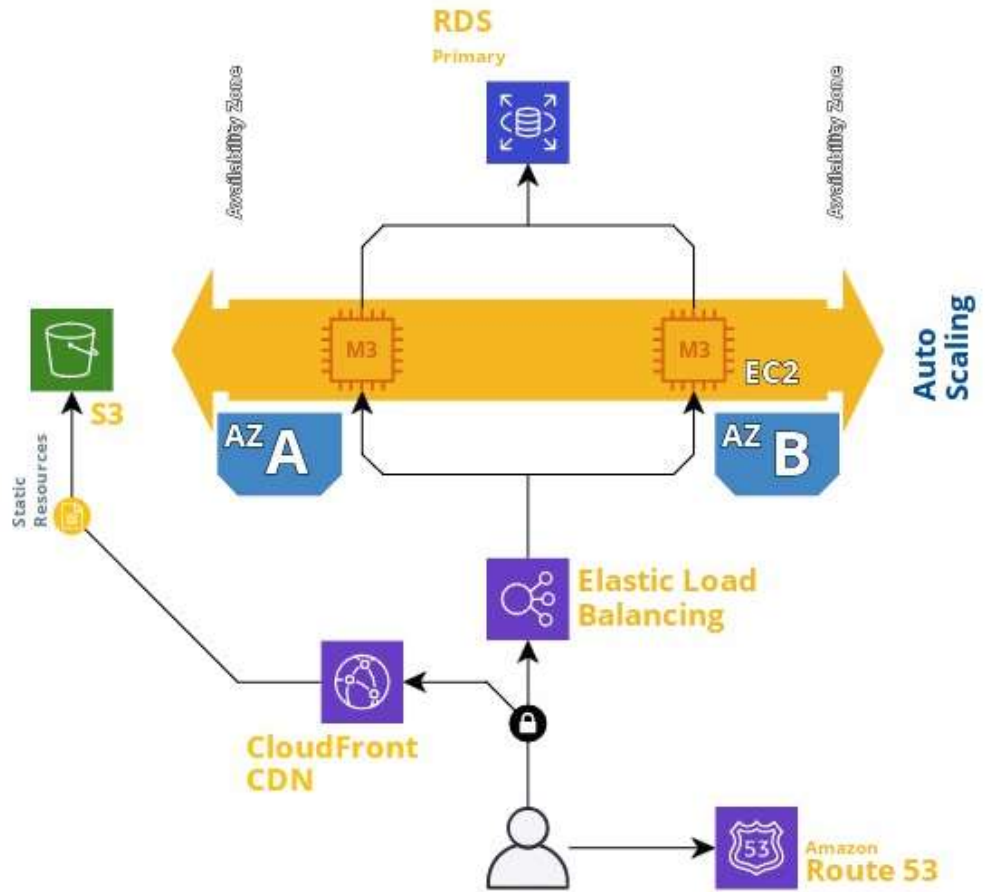 RDS
Primary
Availability Zone
Availability Zone
M3
M3
EC2
Auto
Scaling
S3
AZ A
AZ B
Static
Resources
Elastic Load
Balancing
CloudFront
CDN
53
Amazon
Route 53